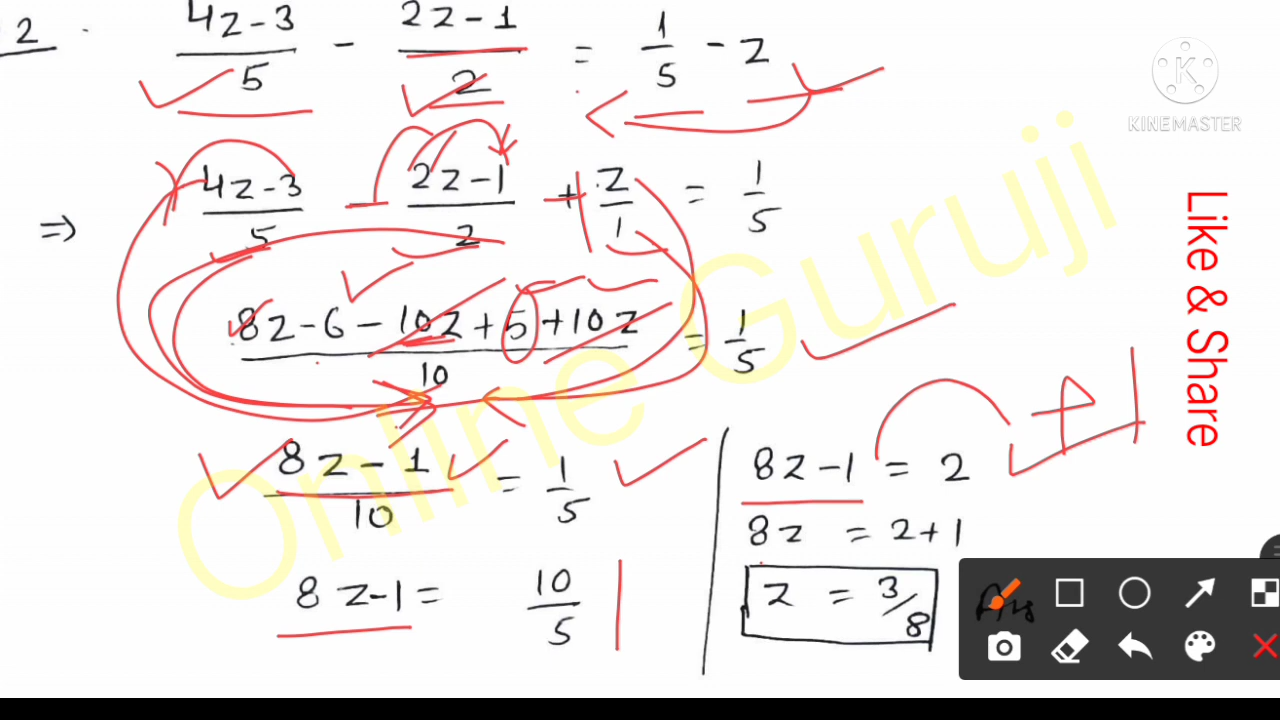 2 . (4z-3)/5 - (2z-1)/2 = 1/5 - z
⇒ (4z-3)/5 - (2z-1)/2 + z/1 = 1/5
(8z-6-10z+5+10z)/10 = 1/5
(8z-1)/10 = 1/5
8z-1 = 10/5
8z-1 = 2
8z = 2+1
z = 3/8
Ans
+1
K
KINEMASTER
Like & Share
Online Guruji